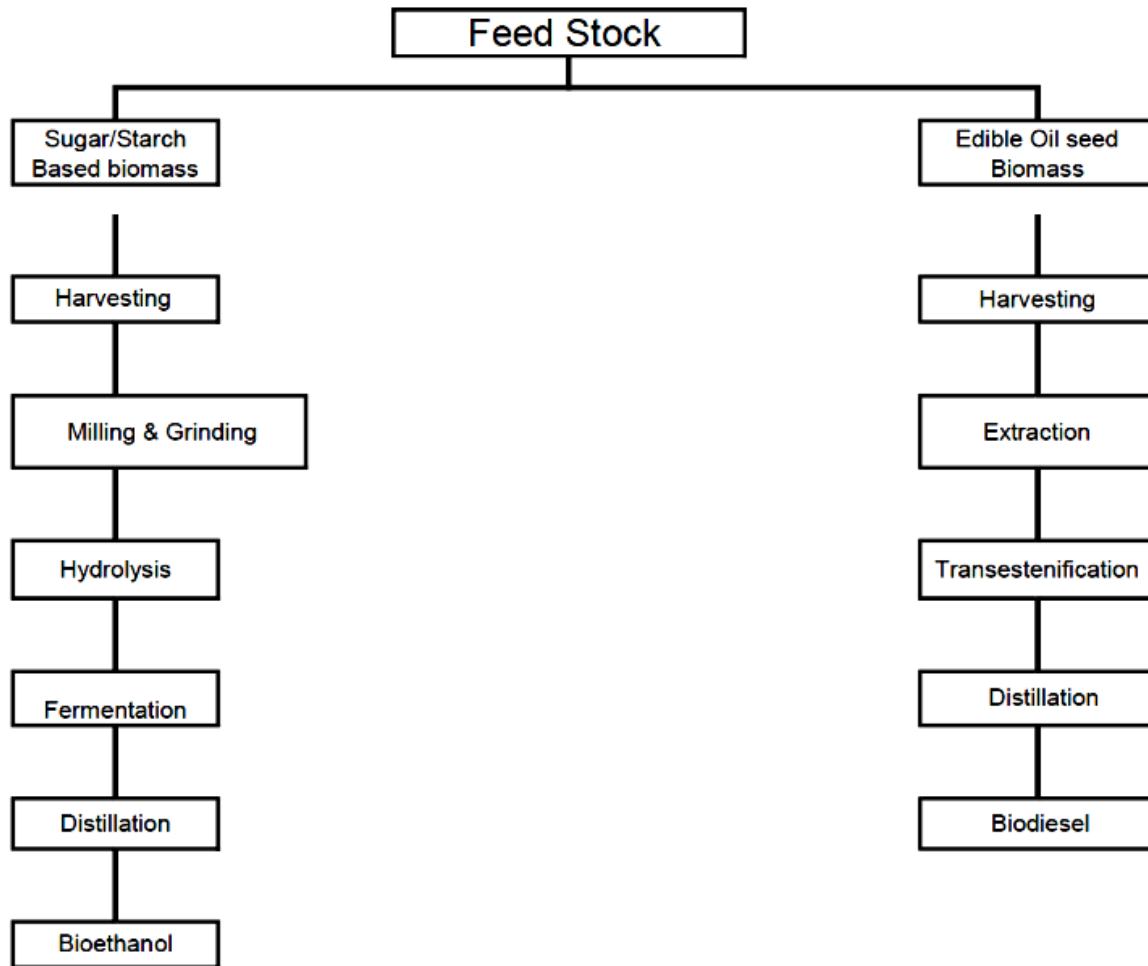 Feed Stock
Sugar/Starch
Based biomass
Harvesting
Milling & Grinding
Hydrolysis
Fermentation
Distillation
Bioethanol
Edible Oil seed
Biomass
Harvesting
Extraction
Transestenification
Distillation
Biodiesel